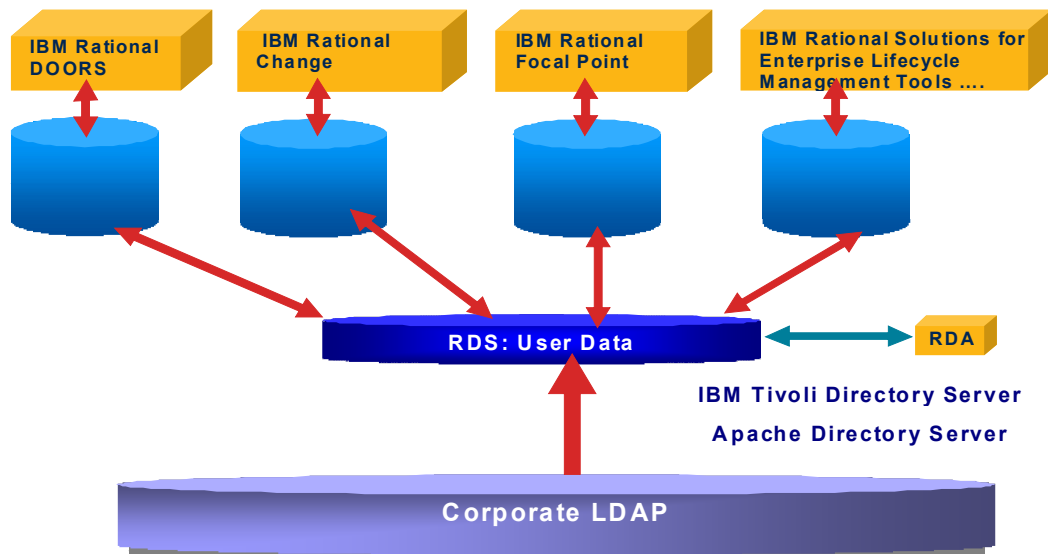 IBM Rational
DOORS
IBM Rational
Change
IBM Rational
Focal Point
IBM Rational Solutions for
Enterprise Lifecycle
Management Tools ....
RDS: User Data
RDA
IBM Tivoli Directory Server
Apache Directory Server
Corporate LDAP